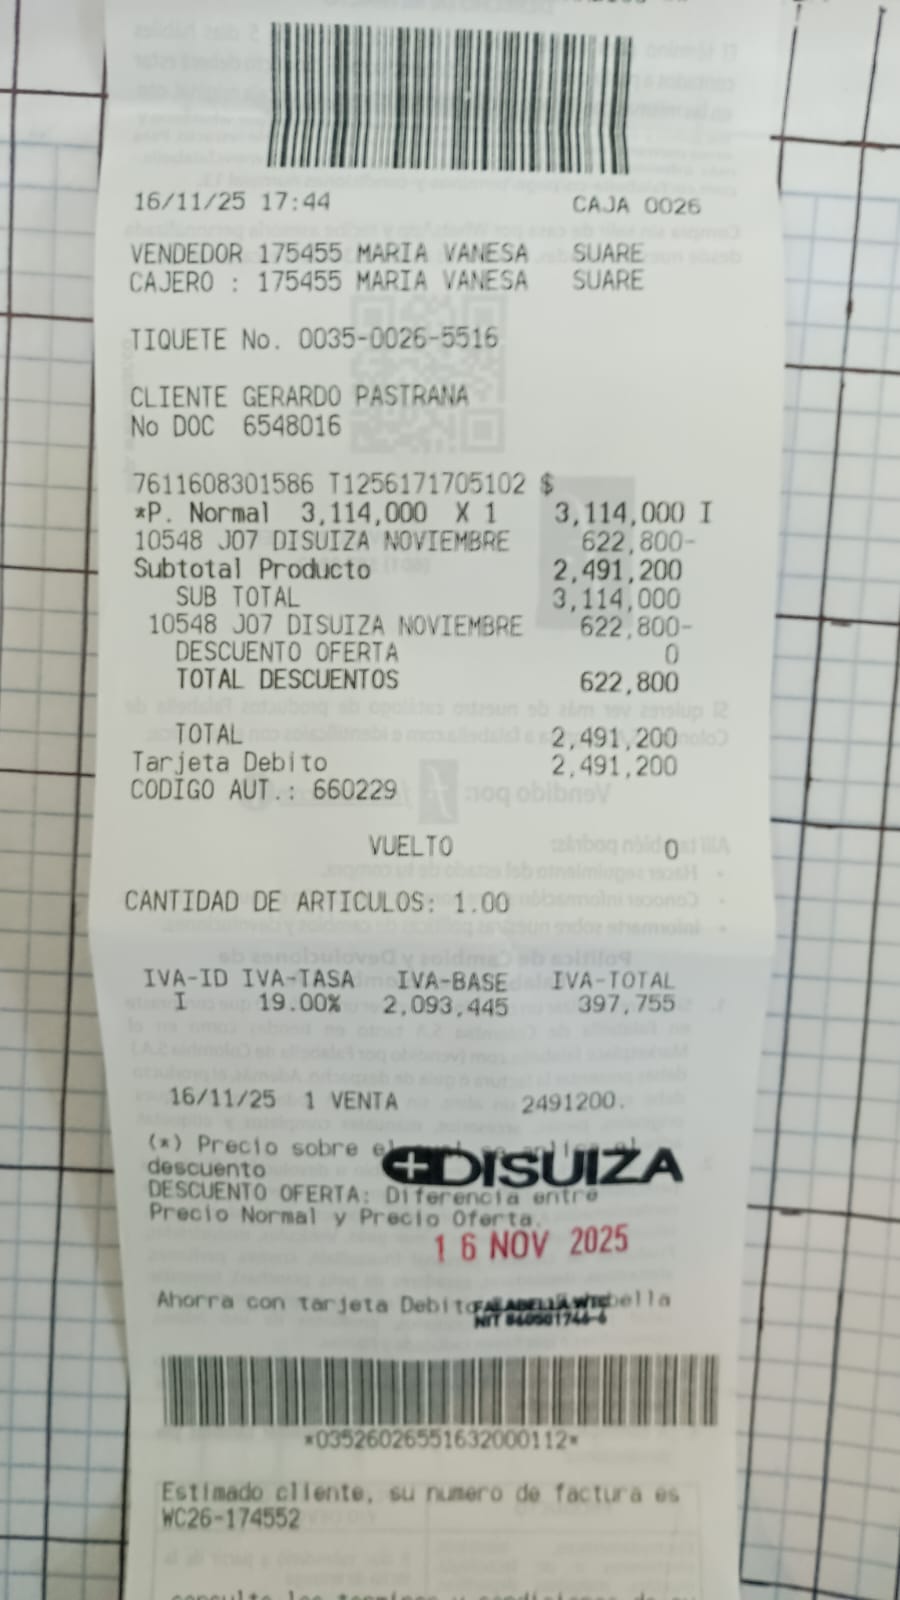 16/11/25 17:44 CAJA 0026
VENDEDOR 175455 MARIA VANESA SUARE
CAJERO : 175455 MARIA VANESA SUARE
TIQUETE No. 0035-0026-5516
CLIENTE GERARDO PASTRANA
No DOC 6548016
7611608301586 T1256171705102 $
*P. Normal 3,114,000 X 1 3,114,000 I
10548 J07 DISUIZA NOVIEMBRE 622,800-
Subtotal Producto 2,491,200
SUB TOTAL 3,114,000
10548 J07 DISUIZA NOVIEMBRE 622,800-
DESCUENTO OFERTA 0
TOTAL DESCUENTOS 622,800
TOTAL 2,491,200
Tarjeta Debito 2,491,200
CODIGO AUT.: 660229
VUELTO 0
CANTIDAD DE ARTICULOS: 1.00
IVA-ID IVA-TASA IVA-BASE IVA-TOTAL
I 19.00% 2,093,445 397,755
16/11/25 1 VENTA 2491200.
(*) Precio sobre el
descuento
DISUIZA
DESCUENTO OFERTA: Diferencia entre
Precio Normal y Precio Oferta.
16 NOV 2025
Ahorra con tarjeta Debito
FALABELLA
NIT
*03526026551632000112*
Estimado cliente, su numero de factura es
WC26-174552